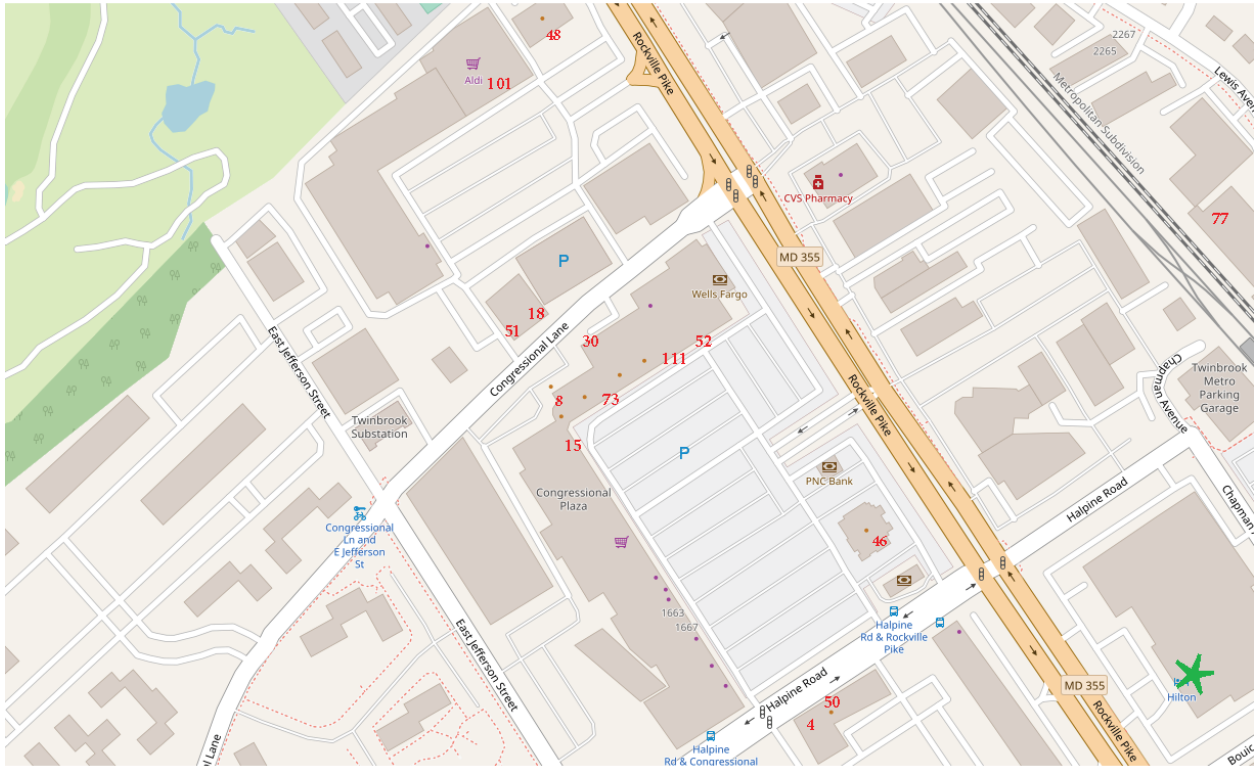 48
2267
2265
Lewis Aven
Rockville Pike
Aldi
101
Metropolitan Subdivision
CVS Pharmacy
77
MD 355
P
Wells Fargo
18
51
30
52
Congressional Lane
111
East Jefferson Street
8
73
Rockville Pike
Chapman Avenue
Twinbrook
Metro
Parking
Garage
Twinbrook
Substation
15
P
PNC Bank
Congressional
Plaza
Halpine Road
Chapman
Congressional
Ln and
E Jefferson
St
46
1663
1667
Halpine
Rd & Rockville
Pike
East Jefferson Street
Halpine Road
MD 355
Hilton
50
4
Rockville Pike
ol Lane
Halpine
Rd & Congressional
Boulc